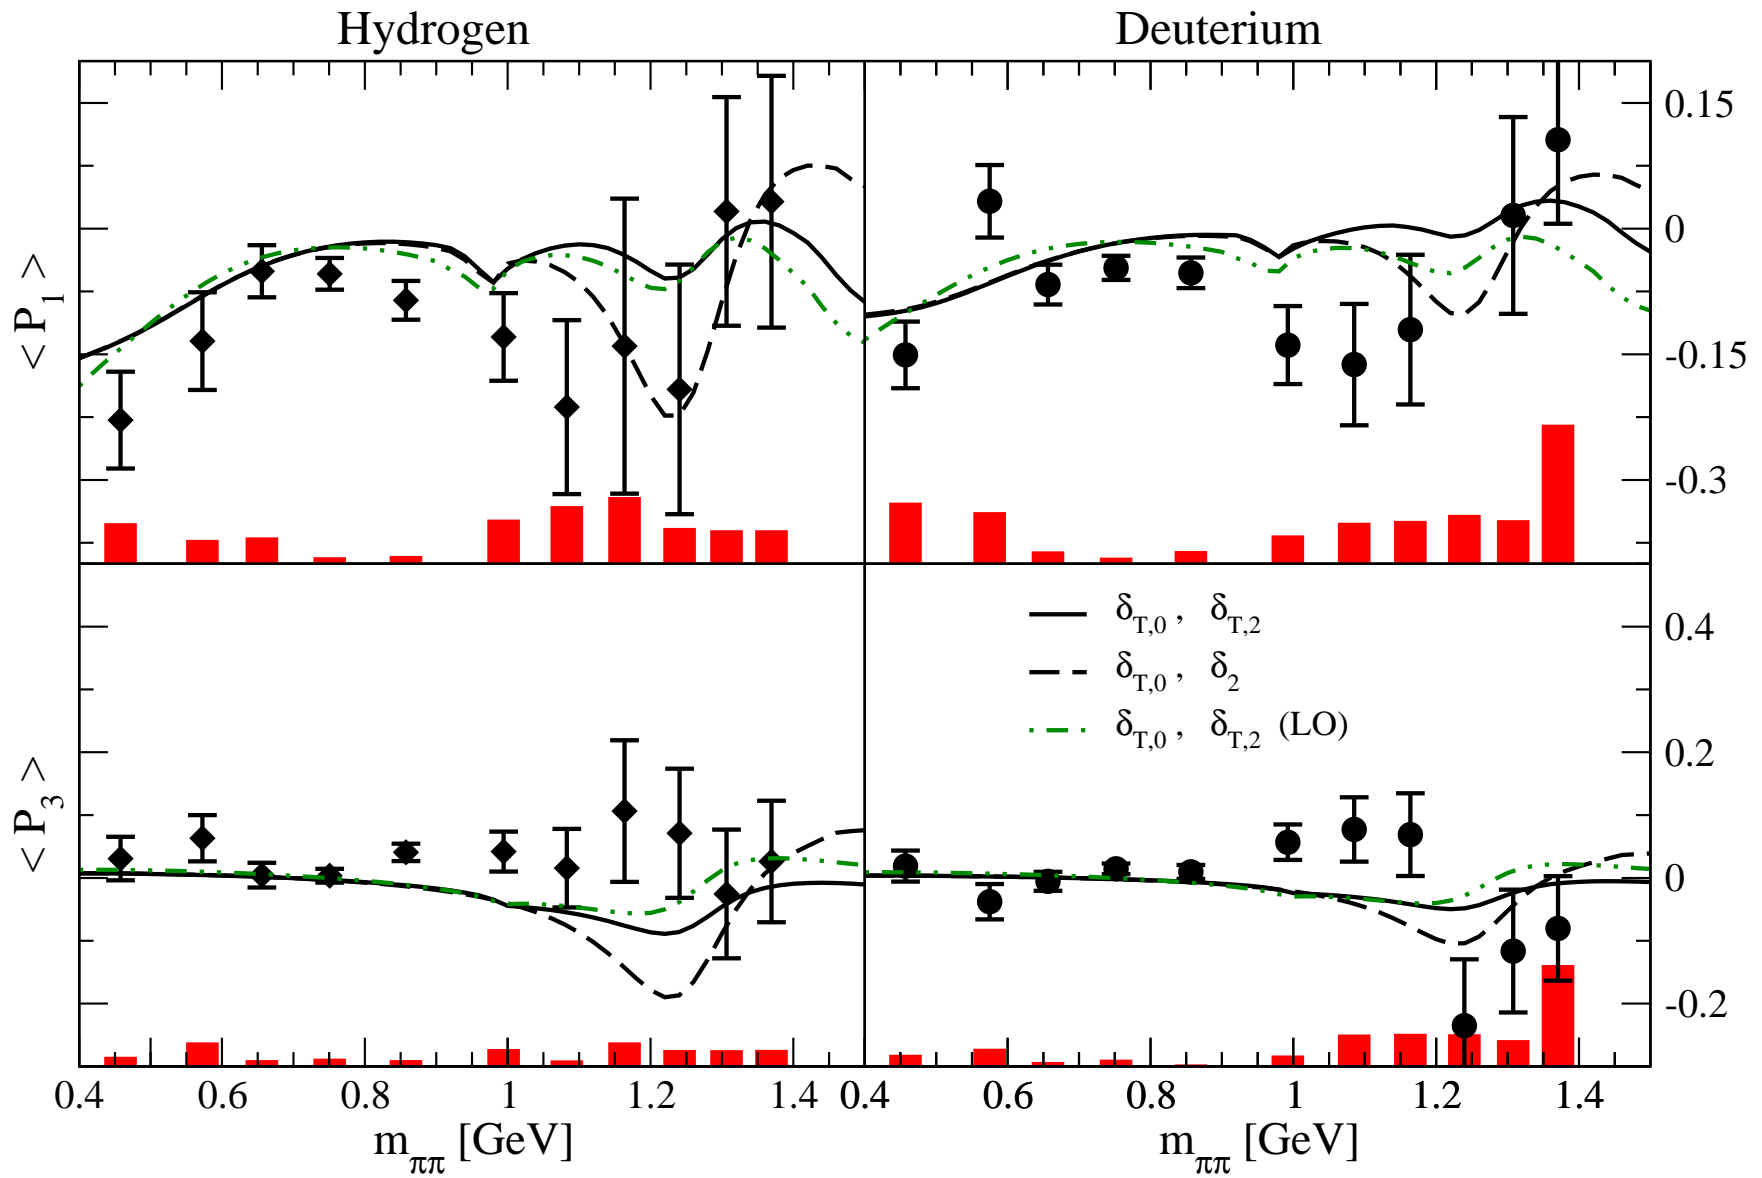 Hydrogen Deuterium
0.15
0
-0.15
-0.3
< P1 >
δT,0 , δT,2
δT,0 , δ2
δT,0 , δT,2 (LO)
0.4
0.2
0
-0.2
< P3 >
0.4 0.6 0.8 1 1.2 1.4 0.4 0.6 0.8 1 1.2 1.4
mππ [GeV] mππ [GeV]